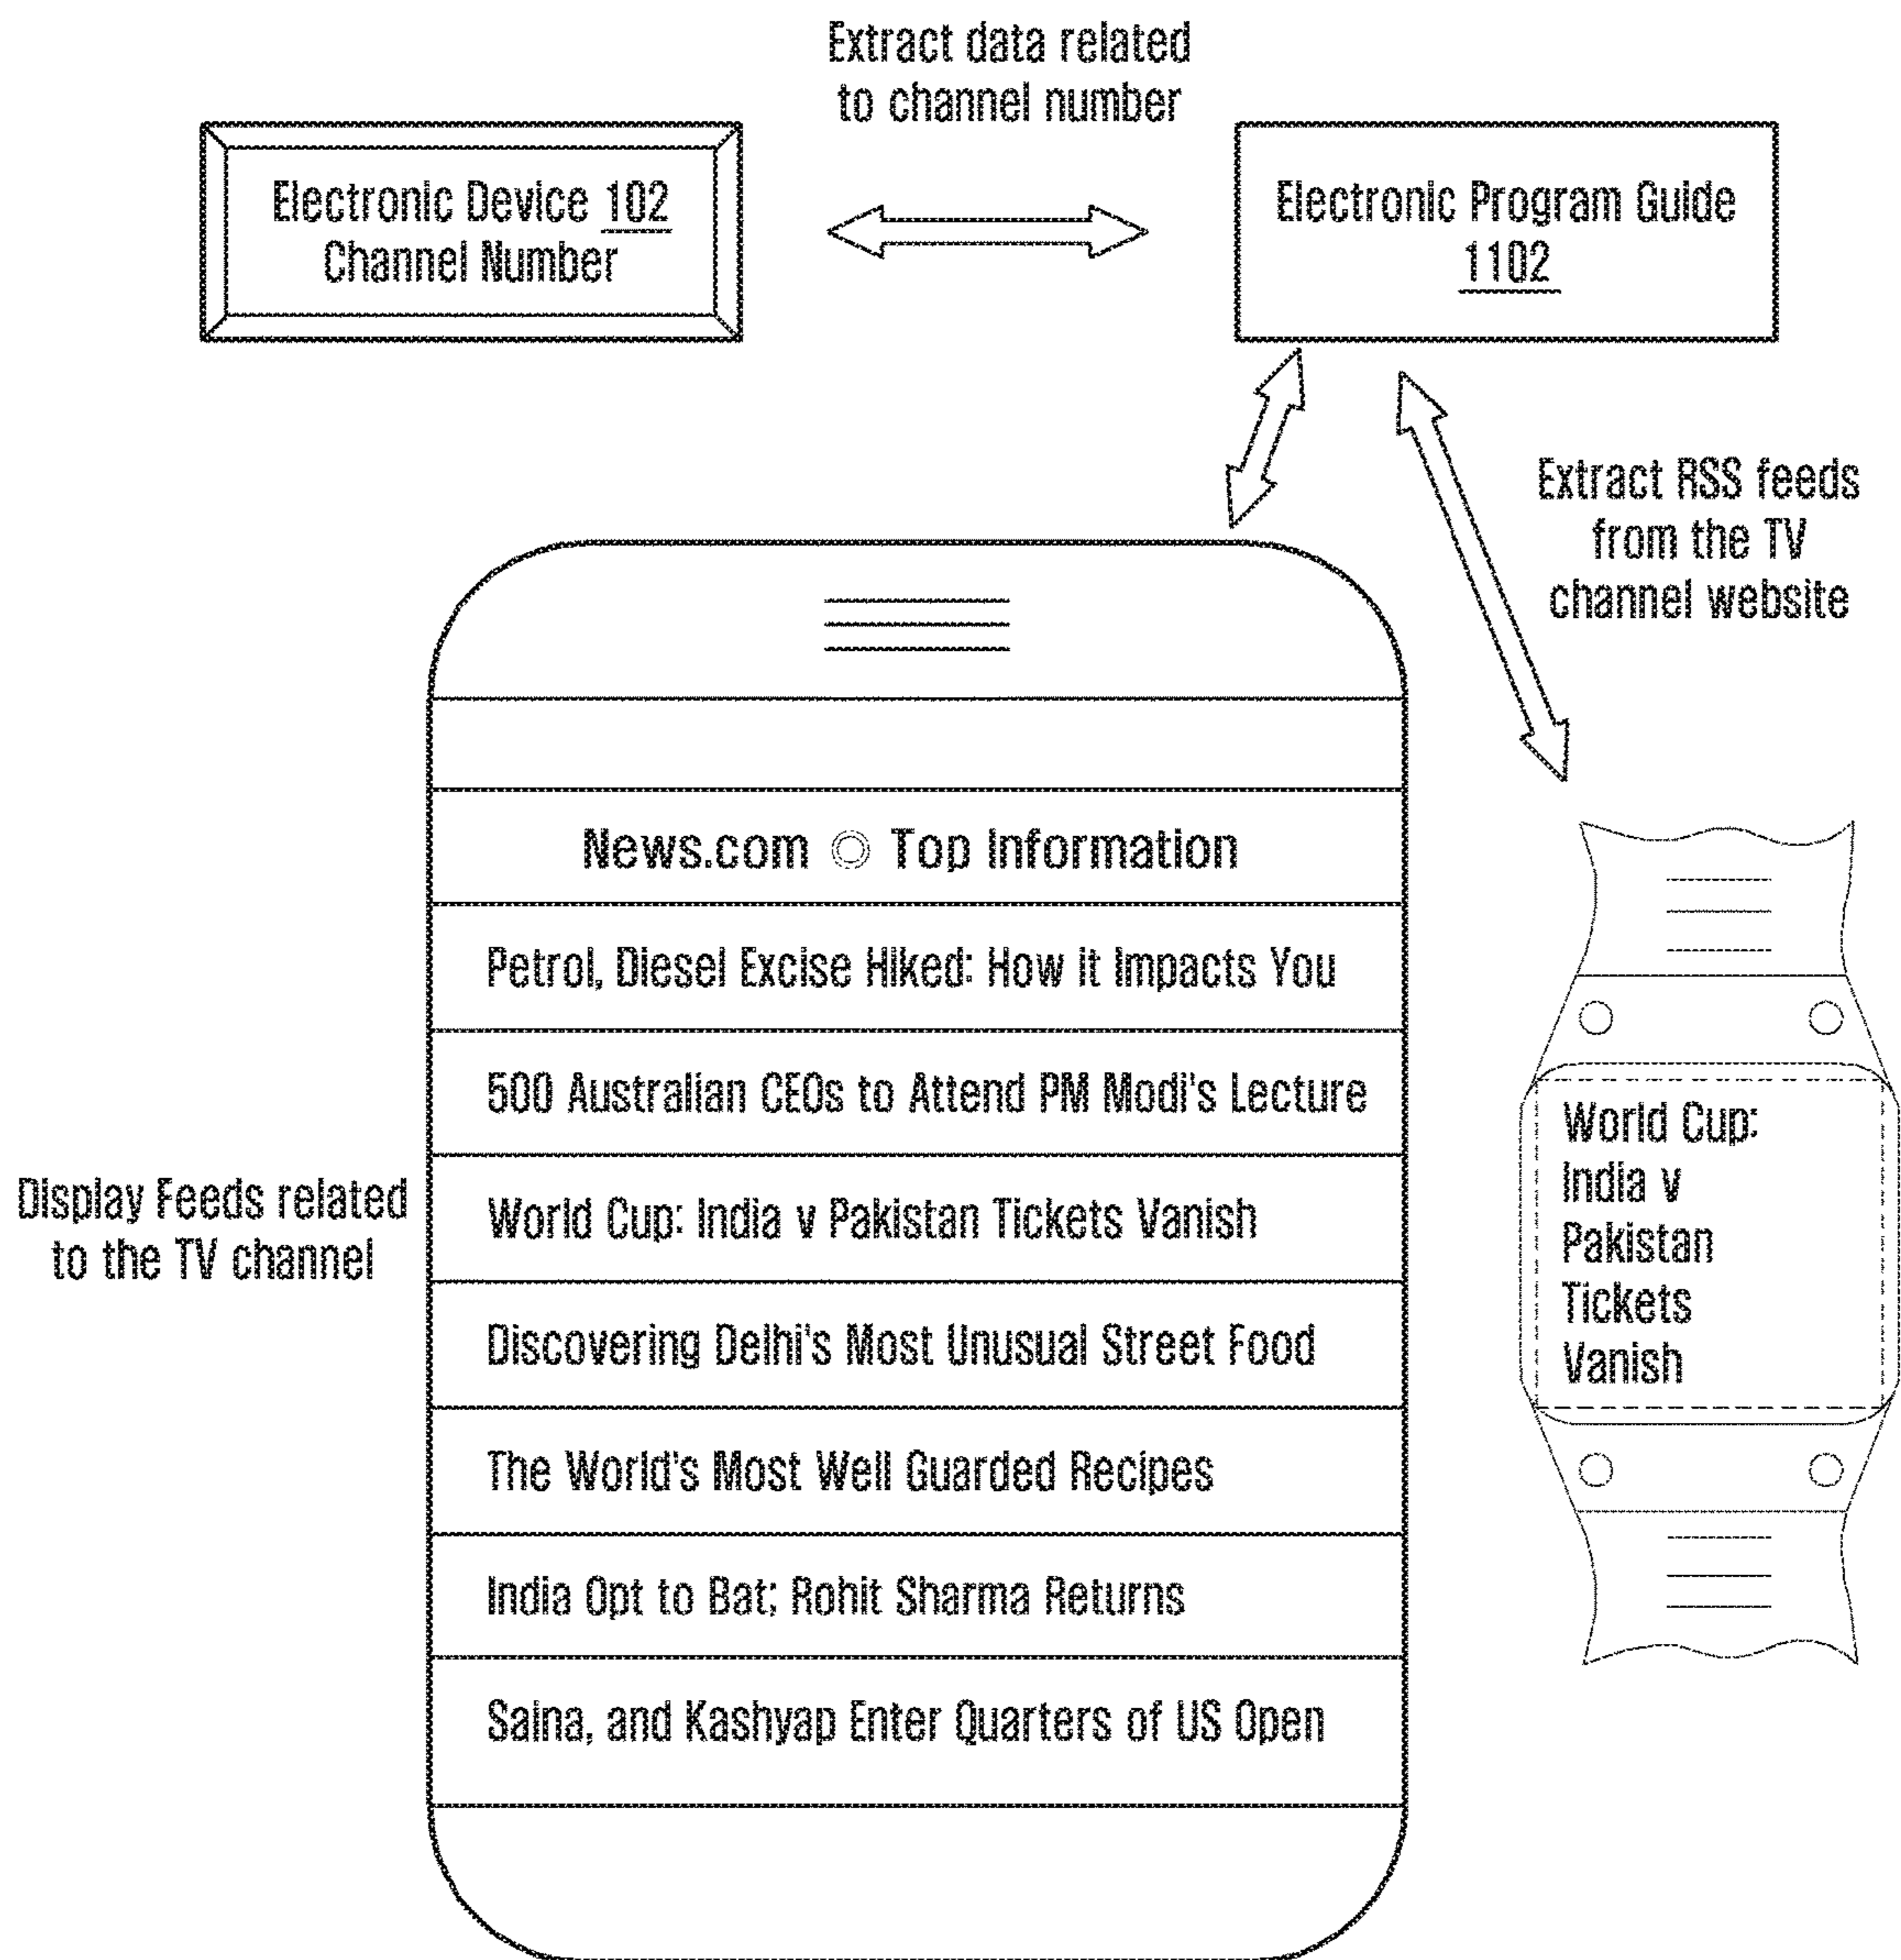 Extract data related
to channel number
Electronic Device 102
Channel Number
Electronic Program Guide
1102
Extract RSS feeds
from the TV
channel website
News.com ◎ Top Information
Petrol, Diesel Excise Hiked: How it Impacts You
500 Australian CEOs to Attend PM Modi's Lecture
World Cup: India v Pakistan Tickets Vanish
Discovering Delhi's Most Unusual Street Food
The World's Most Well Guarded Recipes
India Opt to Bat; Rohit Sharma Returns
Saina, and Kashyap Enter Quarters of US Open
Display Feeds related
to the TV channel
World Cup:
India v
Pakistan
Tickets
Vanish